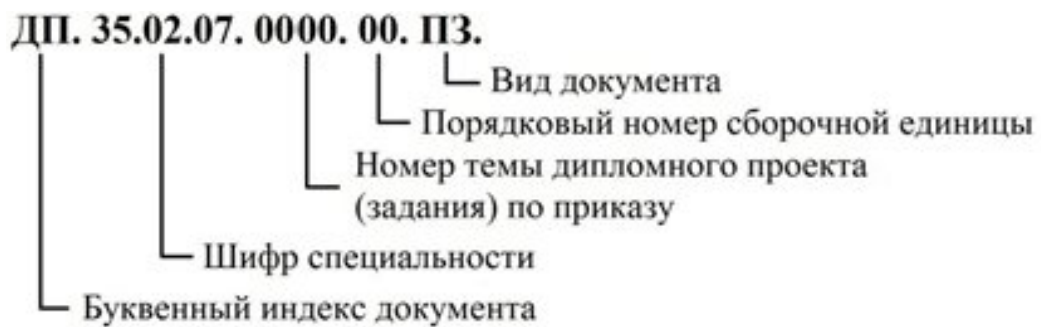 ДП. 35.02.07. 0000. 00. ПЗ.
Вид документа
Порядковый номер сборочной единицы
Номер темы дипломного проекта
(задания) по приказу
Шифр специальности
Буквенный индекс документа